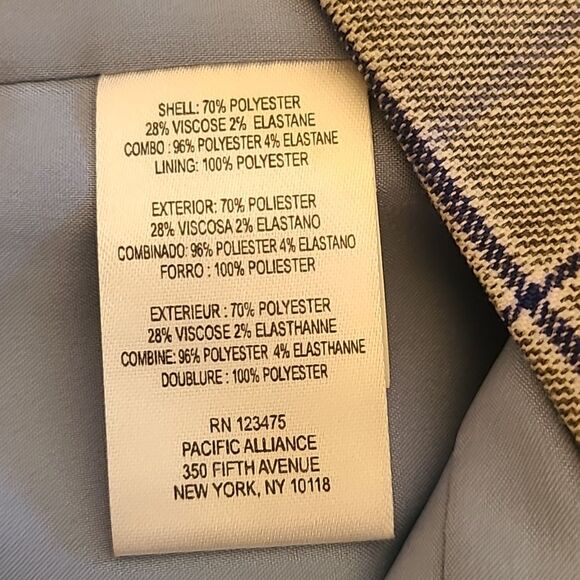 SHELL: 70% POLYESTER
28% VISCOSE 2% ELASTANE
COMBO : 96% POLYESTER 4% ELASTANE
LINING: 100% POLYESTER
EXTERIOR: 70% POLIESTER
28% VISCOSA 2% ELASTANO
COMBINADO: 96% POLIESTER 4% ELASTANO
FORRO : 100% POLIESTER
EXTERIEUR : 70% POLYESTER
28% VISCOSE 2% ELASTHANNE
COMBINE: 96% POLYESTER 4% ELASTHANNE
DOUBLURE : 100% POLYESTER
RN 123475
PACIFIC ALLIANCE
350 FIFTH AVENUE
NEW YORK, NY 10118